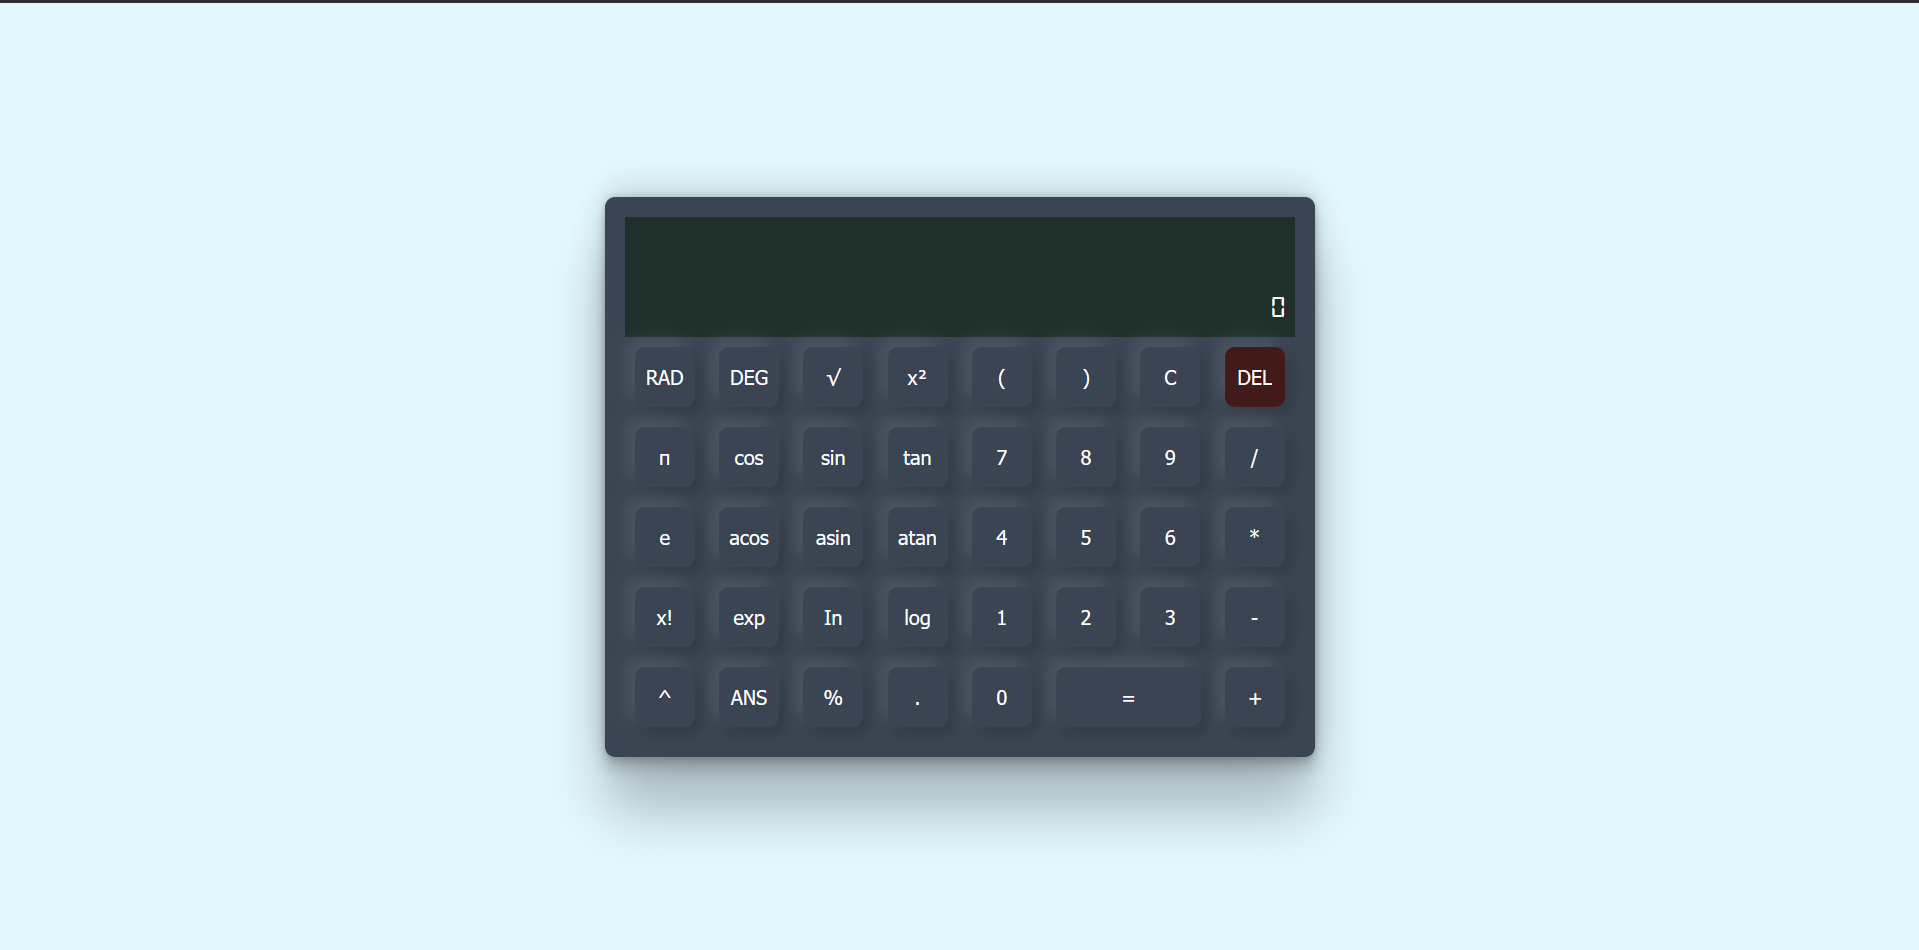 0
RAD DEG √ x² ( ) C DEL
п cos sin tan 7 8 9 /
e acos asin atan 4 5 6 *
x! exp In log 1 2 3 -
^ ANS % . 0 = +